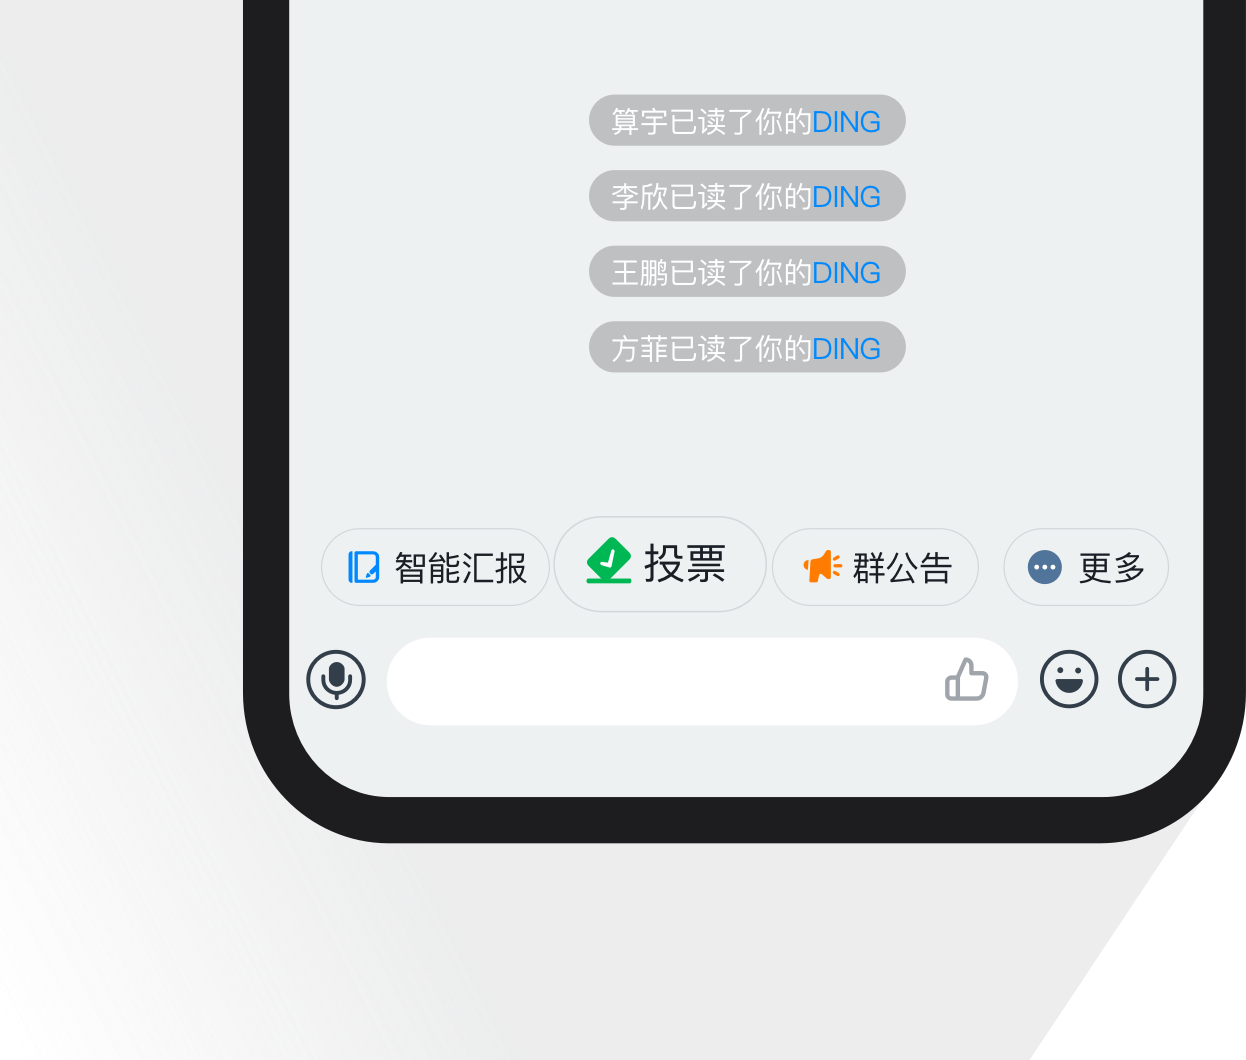 算宇已读了你的DING
李欣已读了你的DING
王鹏已读了你的DING
方菲已读了你的DING
智能汇报 投票 群公告 更多